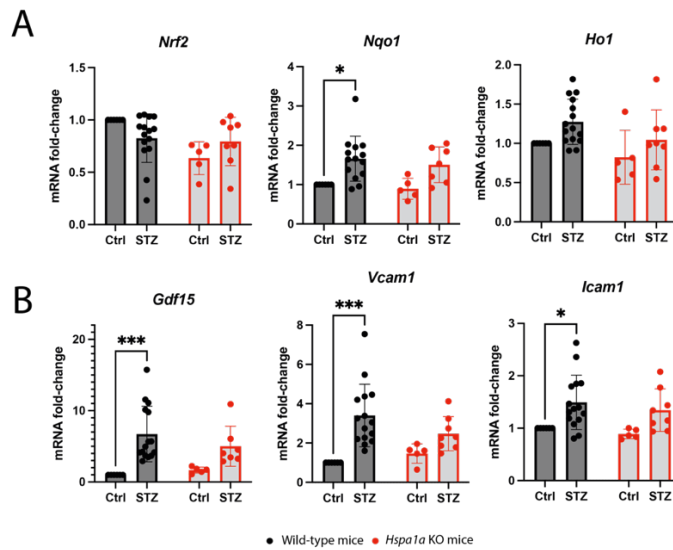 A
Nrf2
mRNA fold-change
1.5
1.0
0.5
0.0
Ctrl STZ Ctrl STZ
Nqo1
mRNA fold-change
4
3
2
1
0
*
Ctrl STZ Ctrl STZ
Ho1
mRNA fold-change
2.0
1.5
1.0
0.5
0.0
Ctrl STZ Ctrl STZ
B
Gdf15
mRNA fold-change
20
15
10
5
0
***
Ctrl STZ Ctrl STZ
Vcam1
mRNA fold-change
8
6
4
2
0
***
Ctrl STZ Ctrl STZ
Icam1
mRNA fold-change
3
2
1
0
*
Ctrl STZ Ctrl STZ
Wild-type mice Hspa1a KO mice